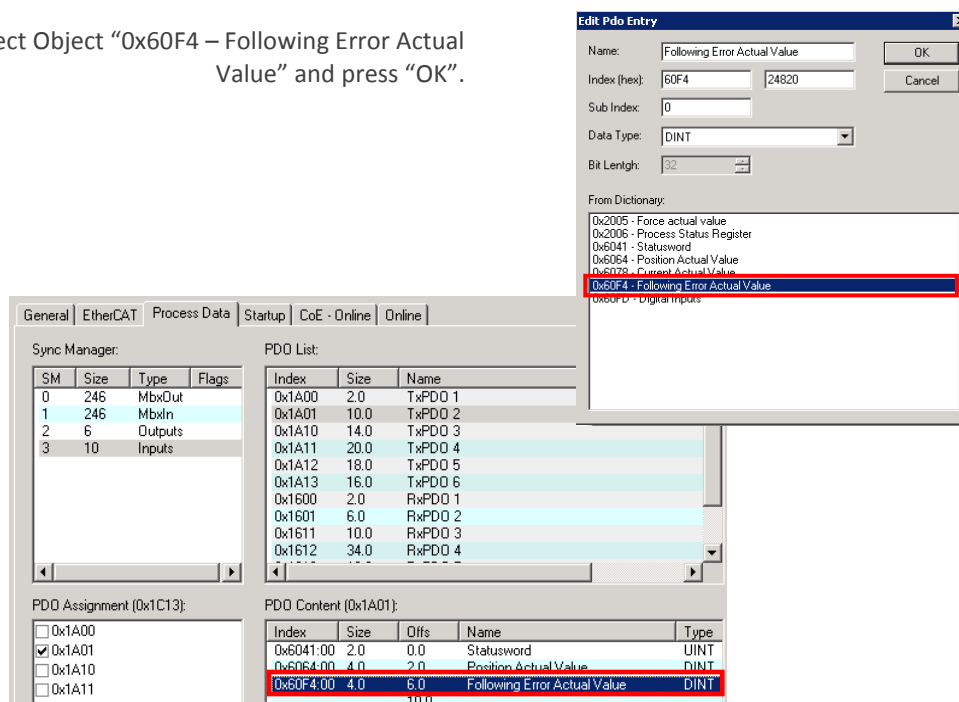 ect Object “0x60F4 – Following Error Actual
Value” and press “OK”.
Edit Pdo Entry
Name: Following Error Actual Value OK
Index (hex): 60F4 24820 Cancel
Sub Index: 0
Data Type: DINT
Bit Lentgh: 32
From Dictionary:
0x2005 - Force actual value
0x2006 - Process Status Register
0x6041 - Statusword
0x6064 - Position Actual Value
0x6078 - Current Actual Value
0x60F4 - Following Error Actual Value
0x60FD - Digital Inputs
General EtherCAT Process Data Startup CoE - Online Online
Sync Manager:
SM Size Type Flags
0 246 MbxOut
1 246 MbxIn
2 6 Outputs
3 10 Inputs
PDO List:
Index Size Name
0x1A00 2.0 TxPDO 1
0x1A01 10.0 TxPDO 2
0x1A10 14.0 TxPDO 3
0x1A11 20.0 TxPDO 4
0x1A12 18.0 TxPDO 5
0x1A13 16.0 TxPDO 6
0x1600 2.0 RxPDO 1
0x1601 6.0 RxPDO 2
0x1611 10.0 RxPDO 3
0x1612 34.0 RxPDO 4
PDO Assignment (0x1C13):
0x1A00
0x1A01
0x1A10
0x1A11
PDO Content (0x1A01):
Index Size Offs Name Type
0x6041:00 2.0 0.0 Statusword UINT
0x6064:00 4.0 2.0 Position Actual Value DINT
0x60F4:00 4.0 6.0 Following Error Actual Value DINT
10.0